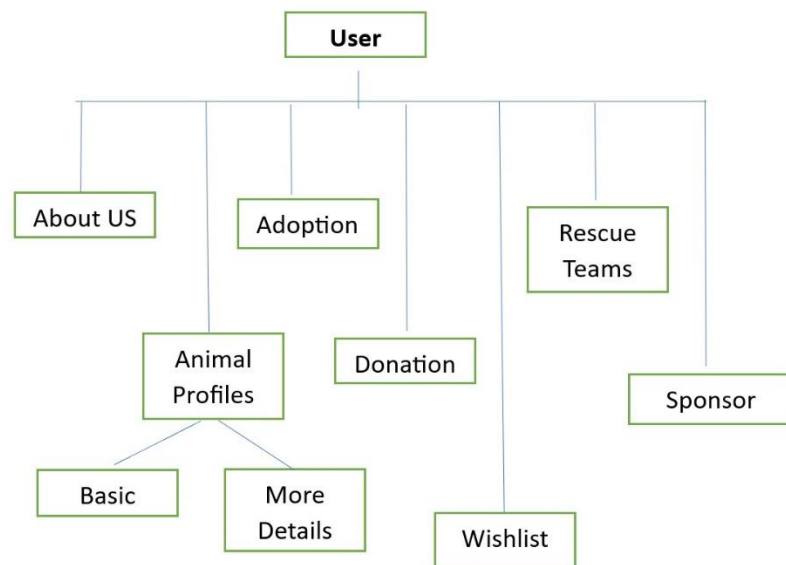 User
About US
Adoption
Rescue
Teams
Animal
Profiles
Donation
Sponsor
Basic
More
Details
Wishlist